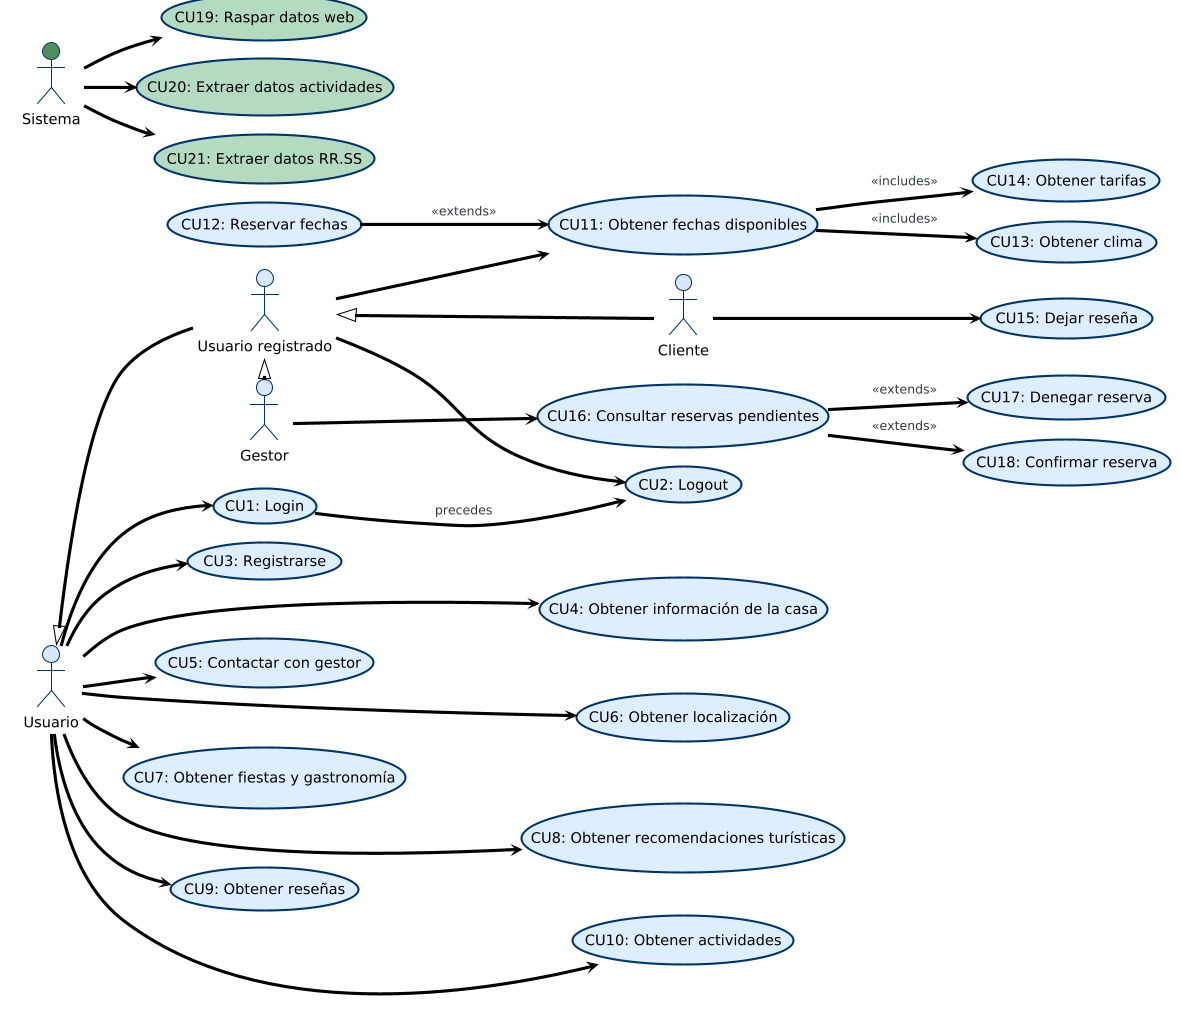 CU19: Raspar datos web
CU20: Extraer datos actividades
Sistema
CU21: Extraer datos RR.SS
«includes»
CU14: Obtener tarifas
CU12: Reservar fechas
«extends»
CU11: Obtener fechas disponibles
«includes»
CU13: Obtener clima
Usuario registrado
Cliente
CU15: Dejar reseña
Gestor
CU16: Consultar reservas pendientes
«extends»
CU17: Denegar reserva
«extends»
CU18: Confirmar reserva
CU2: Logout
CU1: Login
precedes
CU3: Registrarse
CU4: Obtener información de la casa
CU5: Contactar con gestor
Usuario
CU6: Obtener localización
CU7: Obtener fiestas y gastronomía
CU8: Obtener recomendaciones turísticas
CU9: Obtener reseñas
CU10: Obtener actividades